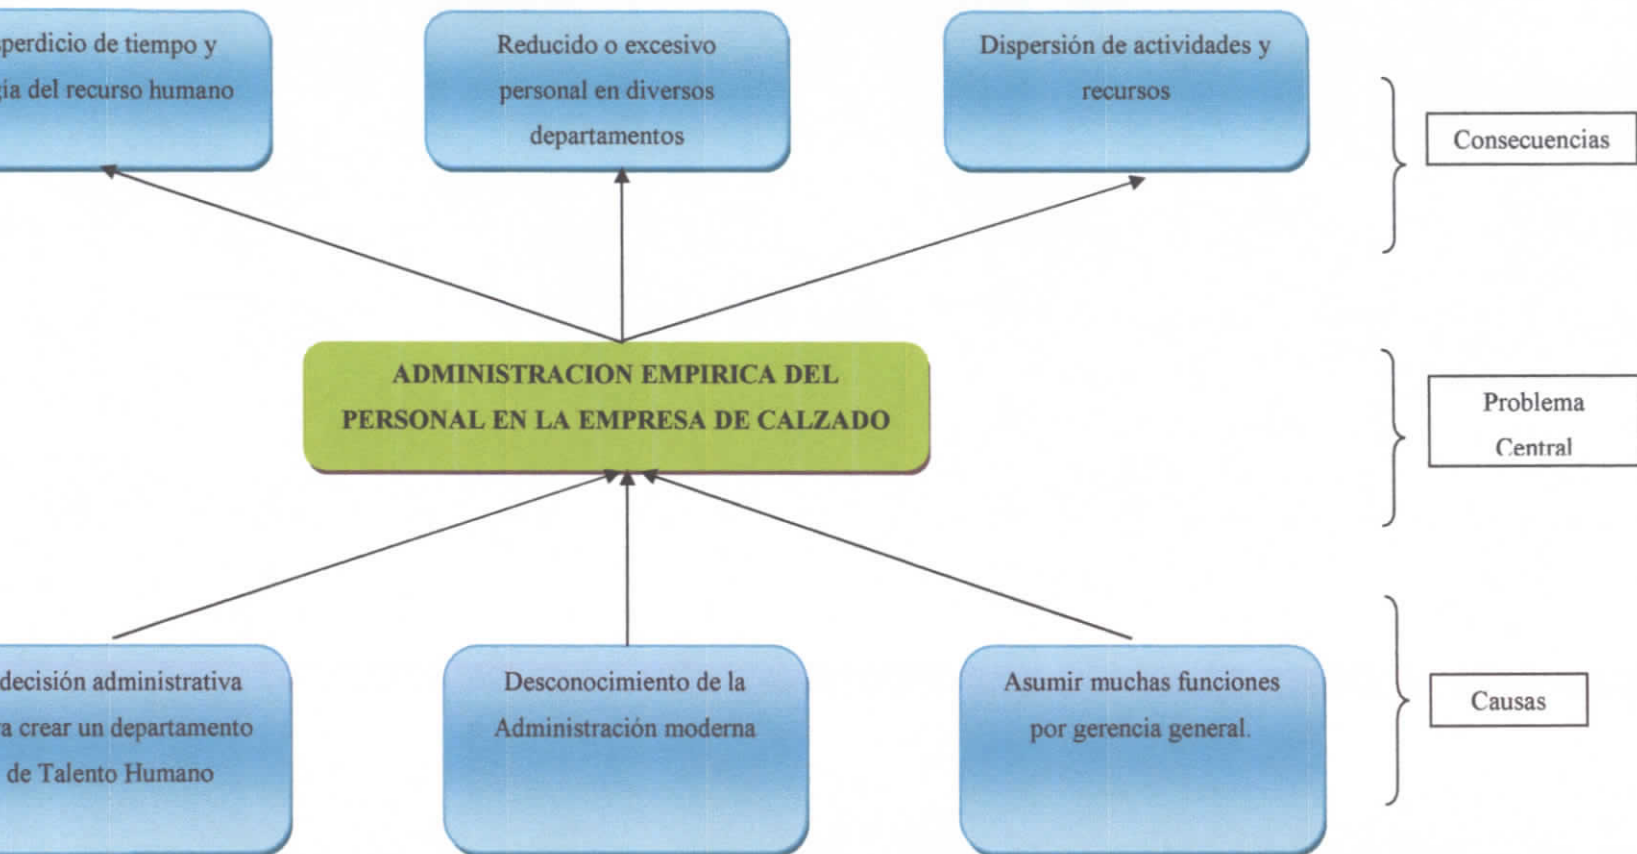 perdicio de tiempo y
gía del recurso humano
Reducido o excesivo
personal en diversos
departamentos
Dispersión de actividades y
recursos
Consecuencias
ADMINISTRACION EMPIRICA DEL
PERSONAL EN LA EMPRESA DE CALZADO
Problema
Central
decisión administrativa
a crear un departamento
de Talento Humano
Desconocimiento de la
Administración moderna
Asumir muchas funciones
por gerencia general.
Causas